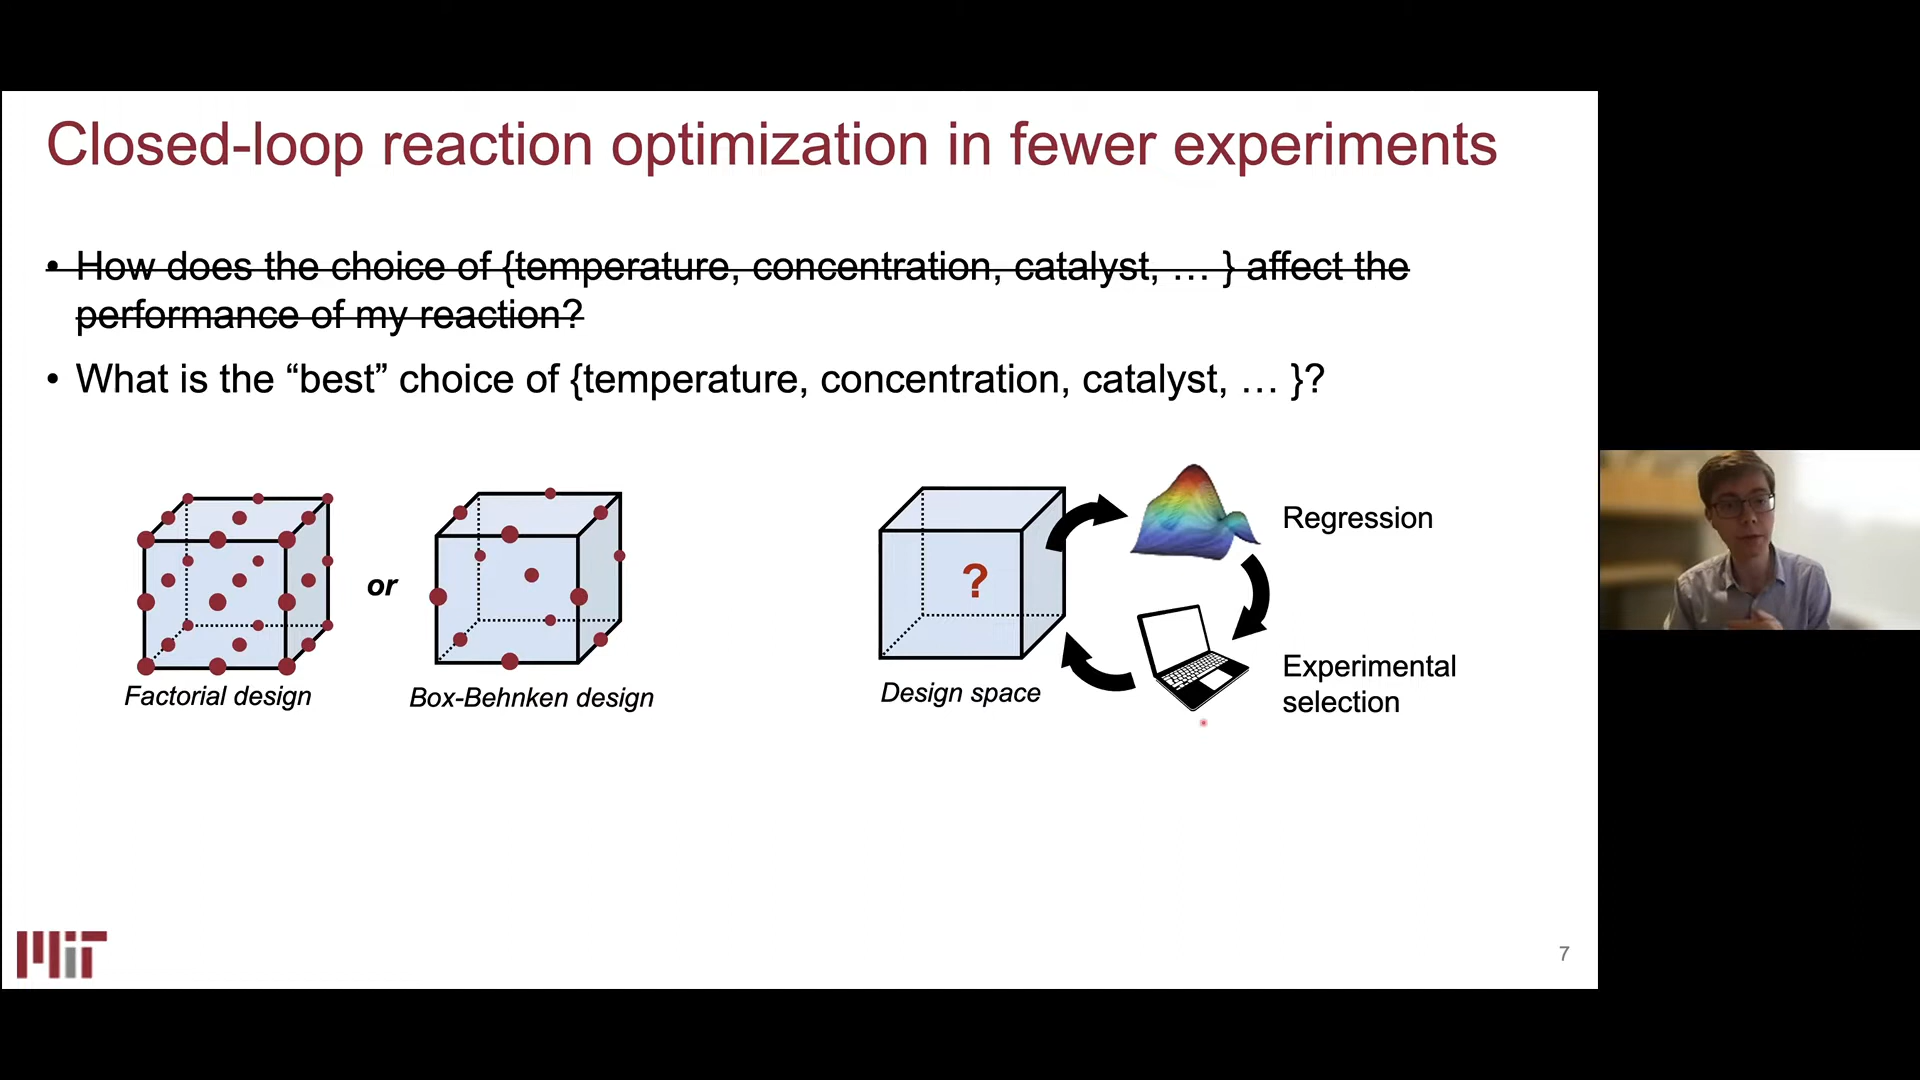 Closed-loop reaction optimization in fewer experiments
• How does the choice of {temperature, concentration, catalyst, … } affect the
performance of my reaction?
• What is the “best” choice of {temperature, concentration, catalyst, … }?
or
Factorial design
Box-Behnken design
?
Design space
Regression
Experimental
selection
MIT
7